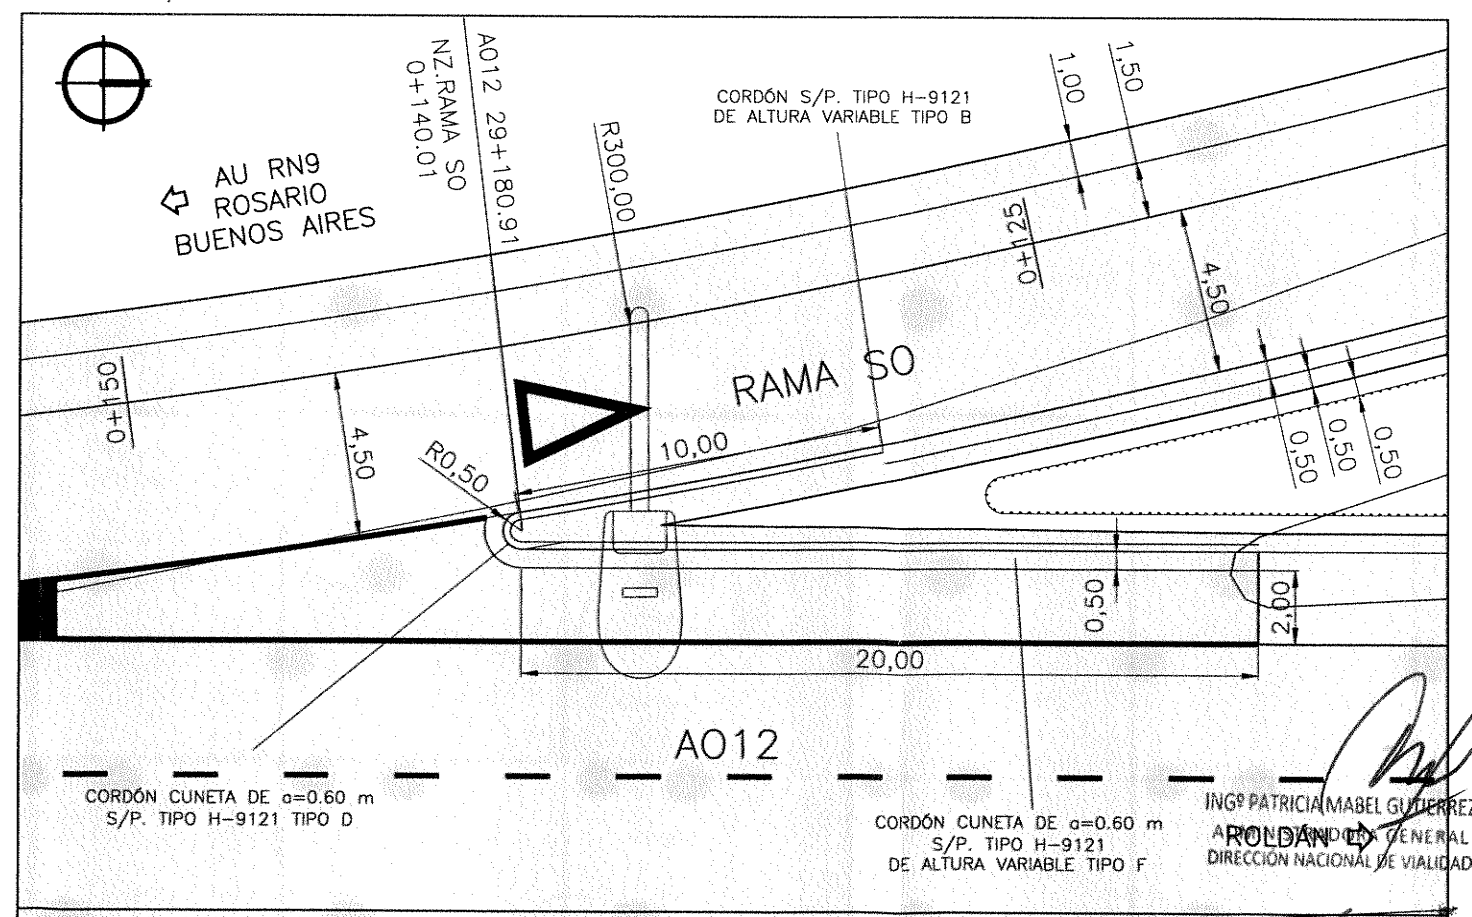 AU RN9
ROSARIO
BUENOS AIRES
A012 29+180.91
NZ.RAMA SO
0+140.01
R300,00
CORDÓN S/P. TIPO H-9121
DE ALTURA VARIABLE TIPO B
1,00
1,50
0+125
4,50
0+150
4,50
R0,50
10,00
RAMA SO
0,50
0,50
0,50
0,50
2,00
20,00
A012
CORDÓN CUNETA DE a=0.60 m
S/P. TIPO H-9121 TIPO D
CORDÓN CUNETA DE a=0.60 m
S/P. TIPO H-9121
DE ALTURA VARIABLE TIPO F
INGº PATRICIA MABEL GUTIERREZ
ADMINISTRADORA GENERAL
ROLDÁN
DIRECCIÓN NACIONAL DE VIALIDAD